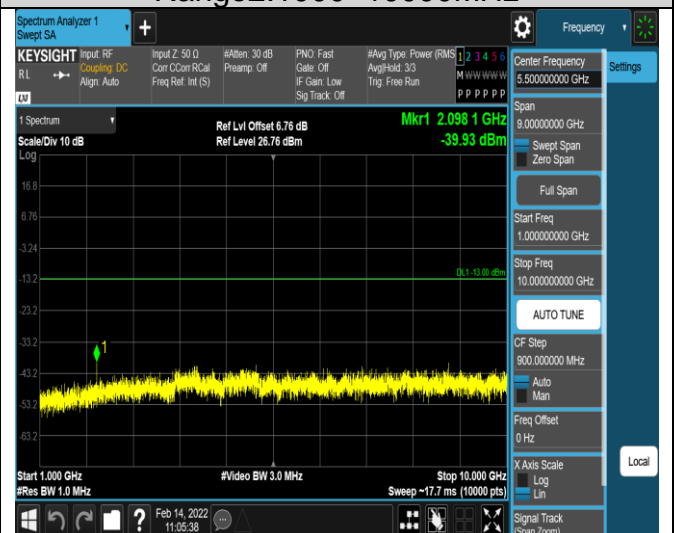 Range2:1000~10000MHz
Spectrum Analyzer 1
Swept SA
+
Frequency
KEYSIGHT
RL
LXI
Input: RF
Coupling: DC
Align: Auto
Input Z: 50 Ω
Corr CCorr RCal
Freq Ref: Int (S)
#Atten: 30 dB
Preamp: Off
PNO: Fast
Gate: Off
IF Gain: Low
Sig Track: Off
#Avg Type: Power (RMS)
Avg|Hold: 3/3
Trig: Free Run
1 2 3 4 5 6
M W W W W W
P P P P P P
1 Spectrum
Scale/Div 10 dB
Log
Ref Lvl Offset 6.76 dB
Ref Level 26.76 dBm
Mkr1 2.098 1 GHz
-39.93 dBm
16.8
6.76
-3.24
-13.2
DL1 -13.00 dBm
-23.2
-33.2
1
-43.2
-53.2
-63.2
Start 1.000 GHz
#Res BW 1.0 MHz
#Video BW 3.0 MHz
Stop 10.000 GHz
Sweep ~17.7 ms (10000 pts)
Center Frequency
5.500000000 GHz
Settings
Span
9.00000000 GHz
Swept Span
Zero Span
Full Span
Start Freq
1.000000000 GHz
Stop Freq
10.000000000 GHz
AUTO TUNE
CF Step
900.000000 MHz
Auto
Man
Freq Offset
0 Hz
X Axis Scale
Log
Lin
Local
Signal Track
(Span Zoom)
?
Feb 14, 2022
11:05:38